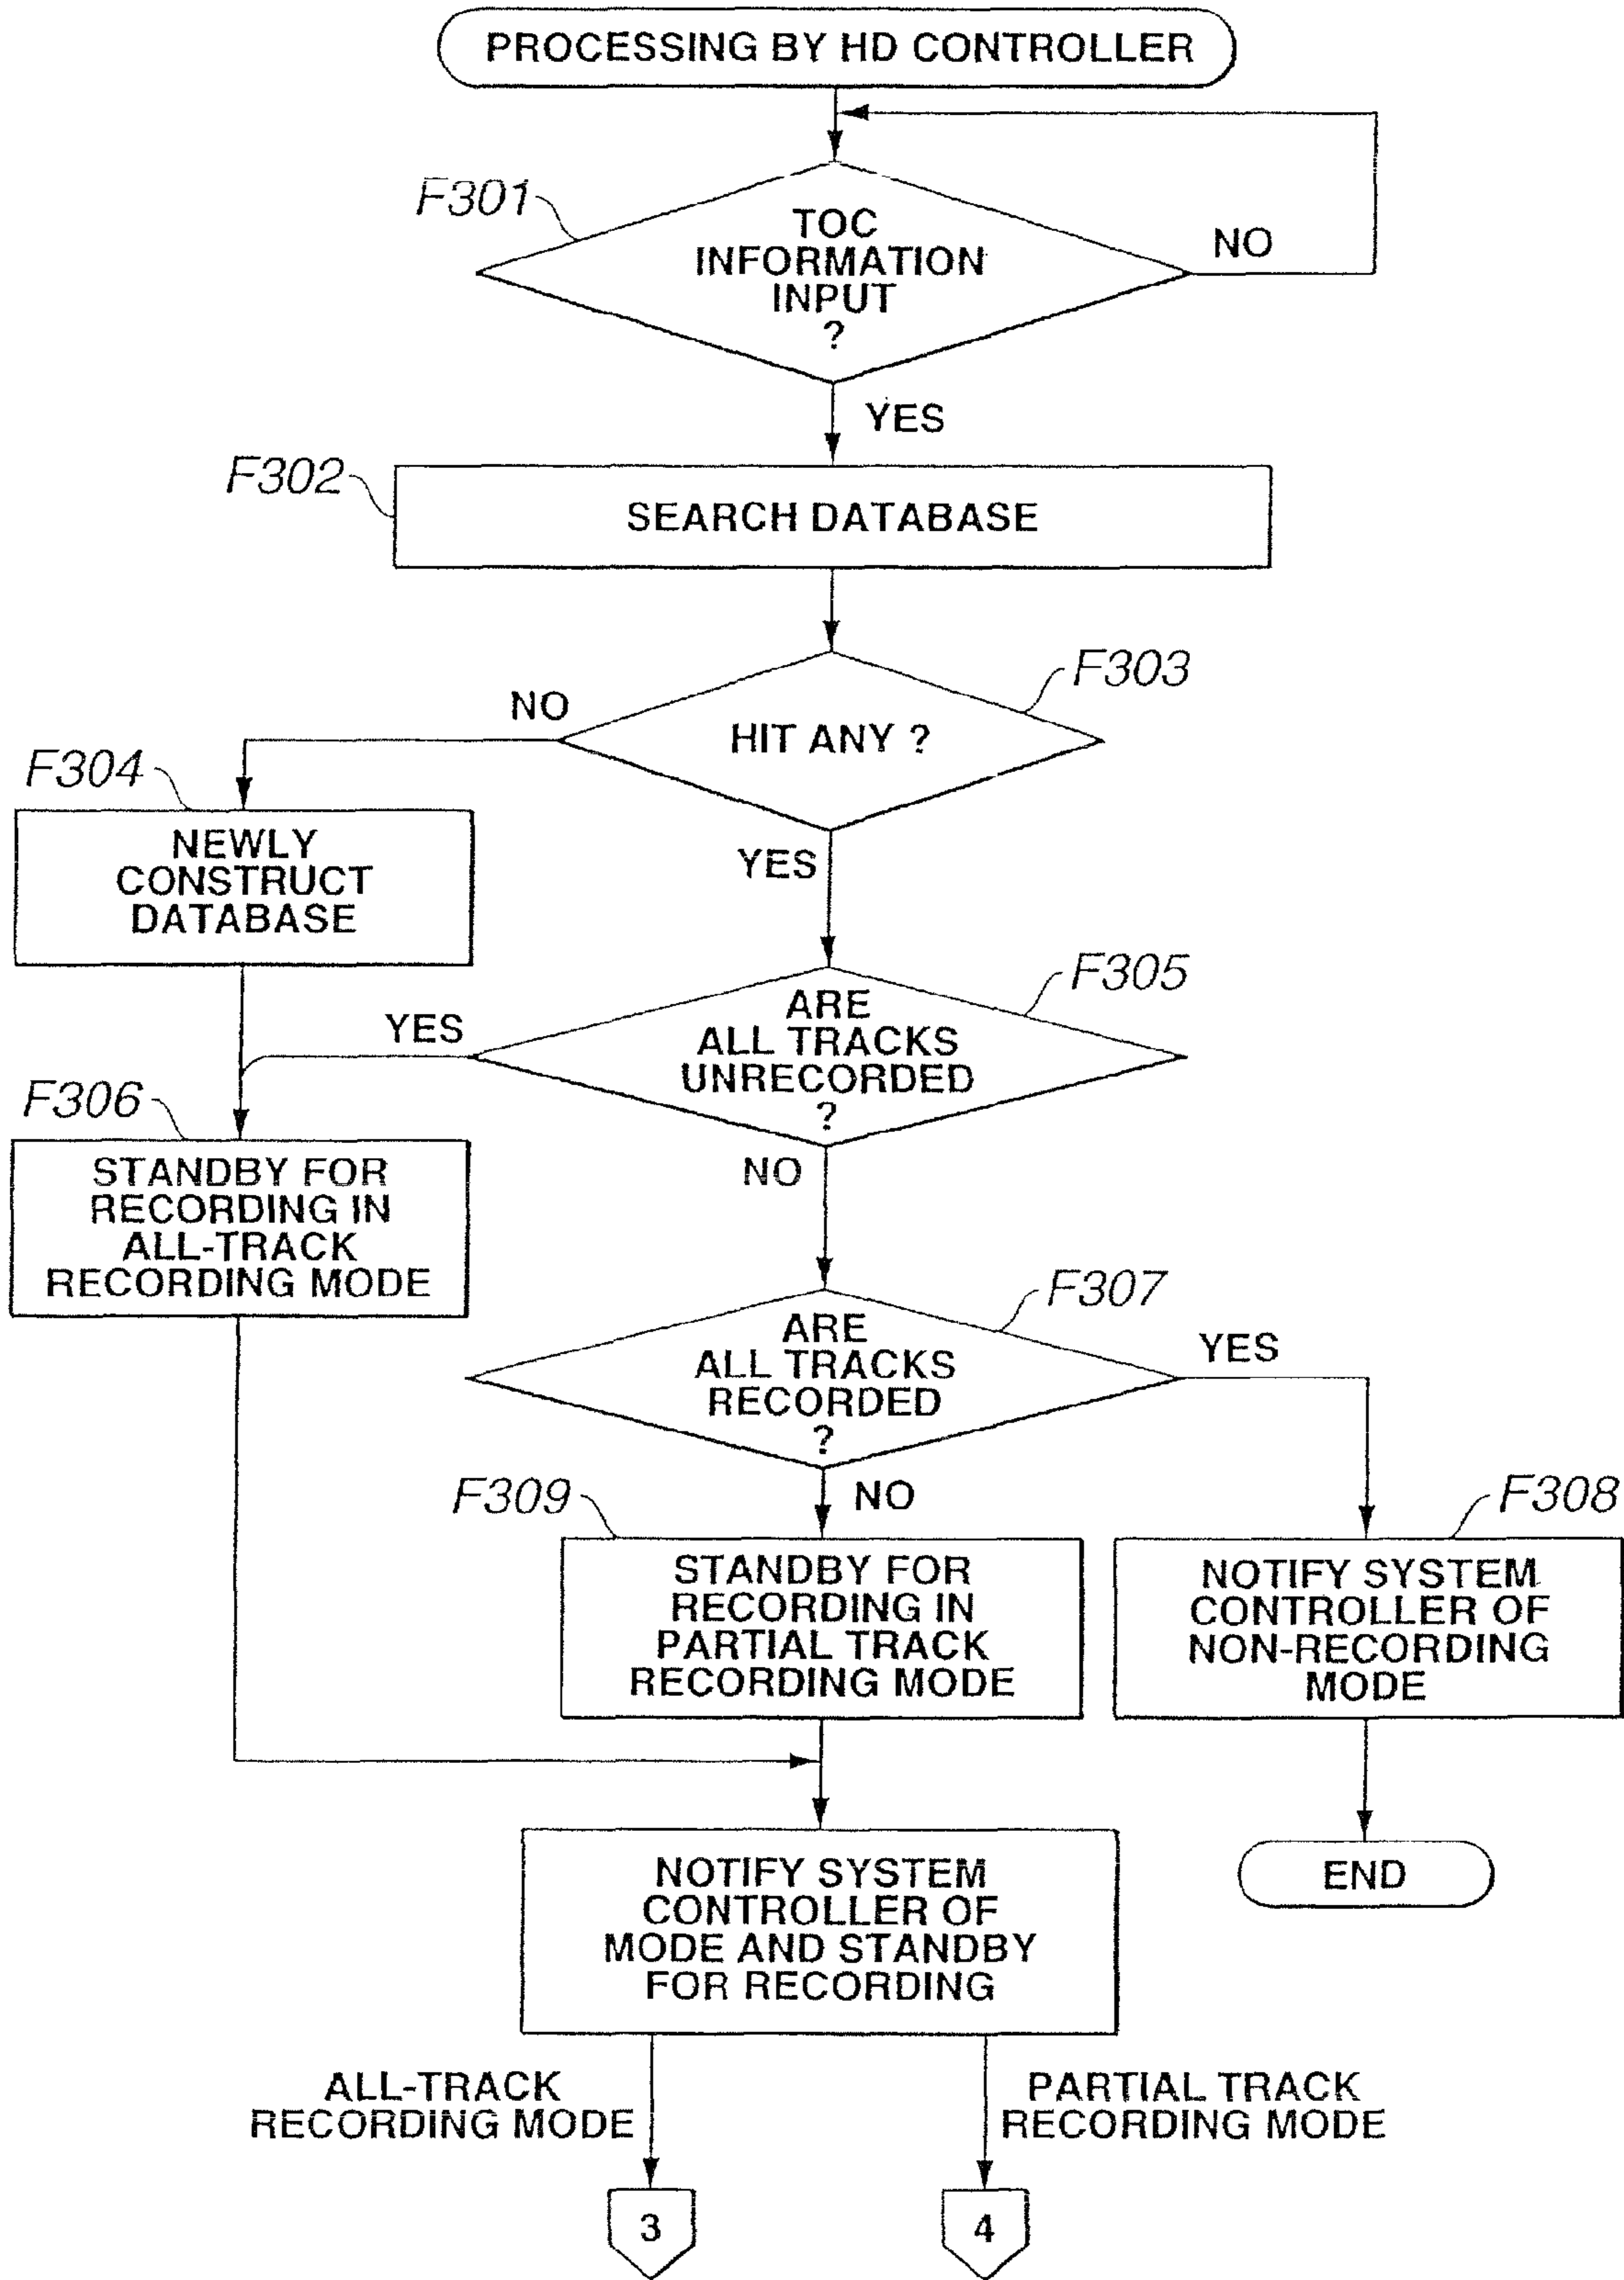 PROCESSING BY HD CONTROLLER
F301
TOC
INFORMATION
INPUT
?
NO
YES
F302
SEARCH DATABASE
F303
NO
HIT ANY ?
F304
NEWLY
CONSTRUCT
DATABASE
YES
F305
YES
ARE
ALL TRACKS
UNRECORDED
?
F306
STANDBY FOR
RECORDING IN
ALL-TRACK
RECORDING MODE
NO
F307
ARE
ALL TRACKS
RECORDED
?
YES
F309
NO
F308
STANDBY FOR
RECORDING IN
PARTIAL TRACK
RECORDING MODE
NOTIFY SYSTEM
CONTROLLER OF
NON-RECORDING
MODE
NOTIFY SYSTEM
CONTROLLER OF
MODE AND STANDBY
FOR RECORDING
END
ALL-TRACK
RECORDING MODE
PARTIAL TRACK
RECORDING MODE
3
4